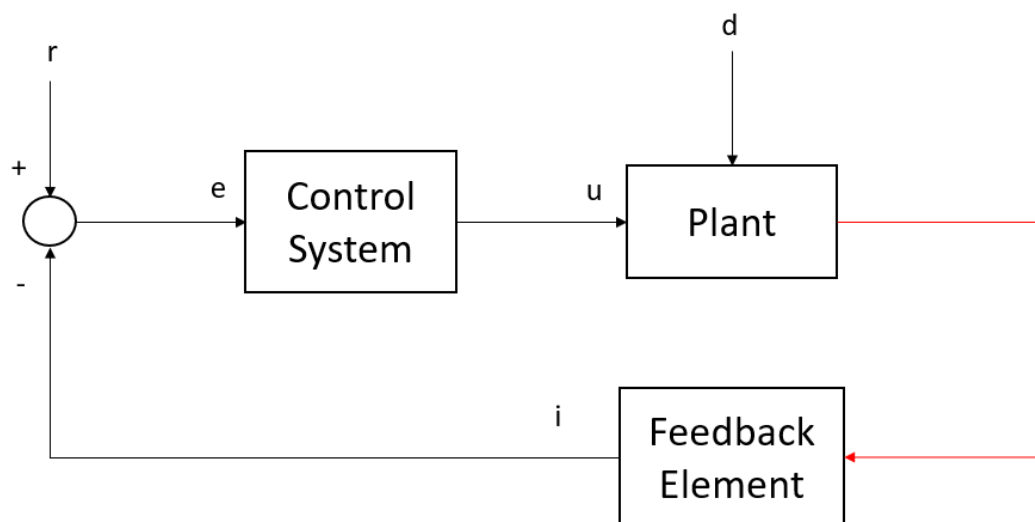 r
d
+
e
Control
System
u
Plant
-
i
Feedback
Element